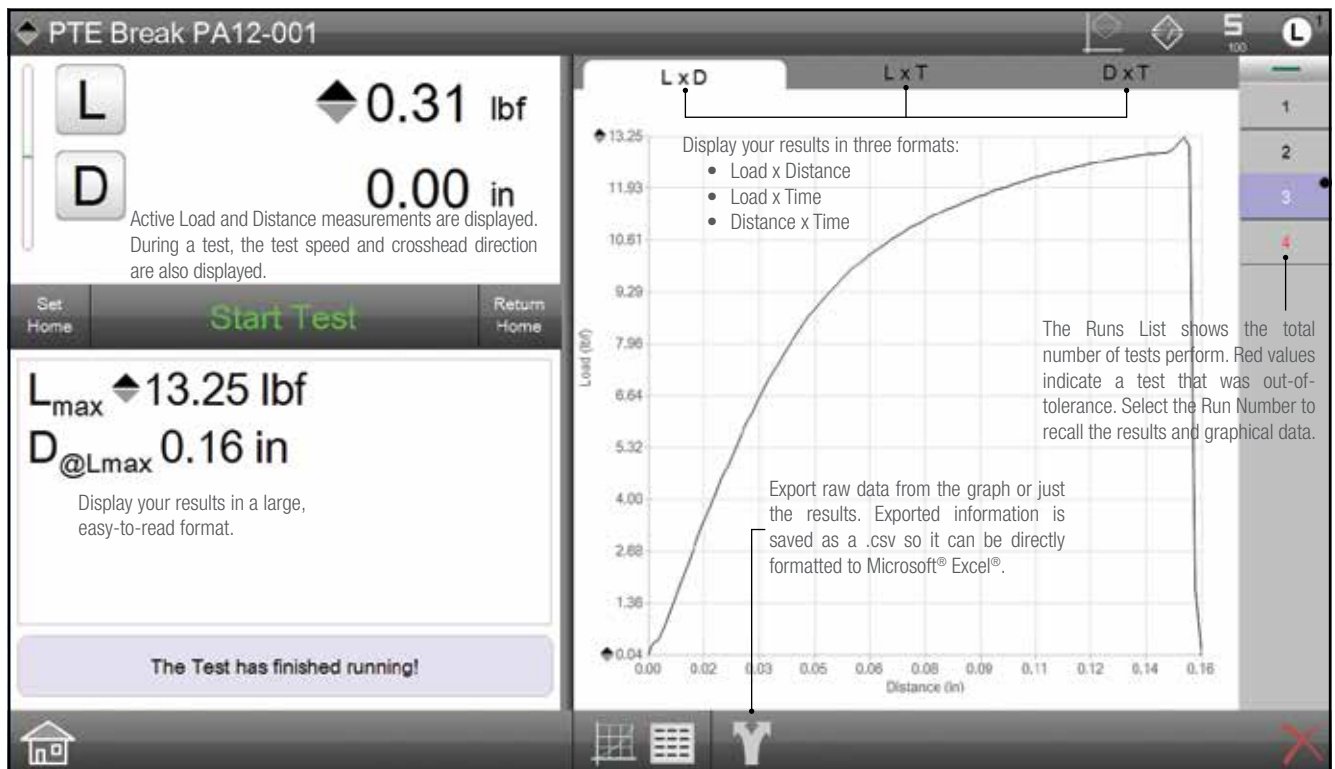 PTE Break PA12-001
5
100
L
1
L
0.31 lbf
D
0.00 in
Active Load and Distance measurements are displayed.
During a test, the test speed and crosshead direction
are also displayed.
Set
Home
Start Test
Return
Home
Lmax 13.25 lbf
D@Lmax 0.16 in
Display your results in a large,
easy-to-read format.
The Test has finished running!
L x D
L x T
D x T
Display your results in three formats:
• Load x Distance
• Load x Time
• Distance x Time
13.25
11.93
10.61
9.29
7.96
6.64
5.32
4.00
2.68
1.36
0.04
Load (lbf)
0.00 0.02 0.03 0.05 0.06 0.08 0.09 0.11 0.12 0.14 0.16
Distance (in)
Export raw data from the graph or just
the results. Exported information is
saved as a .csv so it can be directly
formatted to Microsoft® Excel®.
1
2
3
4
The Runs List shows the total
number of tests perform. Red values
indicate a test that was out-of-
tolerance. Select the Run Number to
recall the results and graphical data.